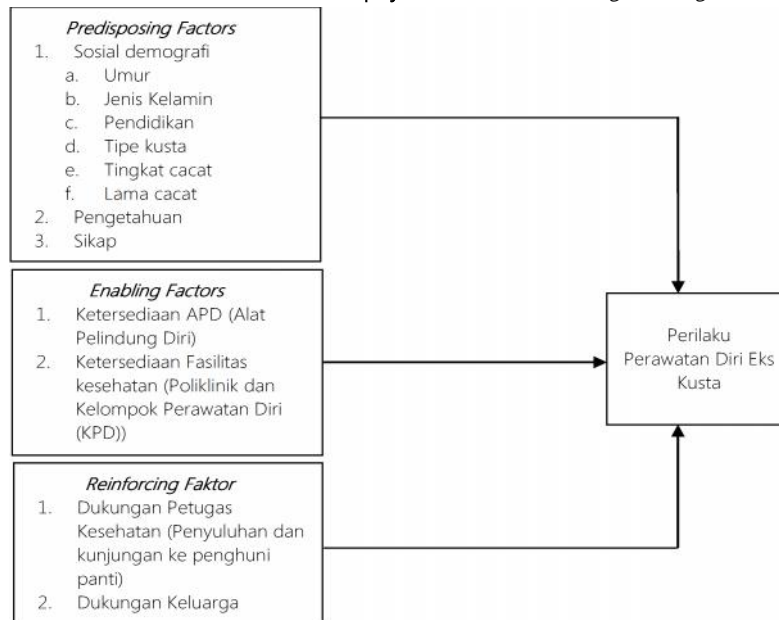 Predisposing Factors
1. Sosial demografi
a. Umur
b. Jenis Kelamin
c. Pendidikan
d. Tipe kusta
e. Tingkat cacat
f. Lama cacat
2. Pengetahuan
3. Sikap
Enabling Factors
1. Ketersediaan APD (Alat
Pelindung Diri)
2. Ketersediaan Fasilitas
kesehatan (Poliklinik dan
Kelompok Perawatan Diri
(KPD))
Reinforcing Faktor
1. Dukungan Petugas
Kesehatan (Penyuluhan dan
kunjungan ke penghuni
panti)
2. Dukungan Keluarga
Perilaku
Perawatan Diri Eks
Kusta